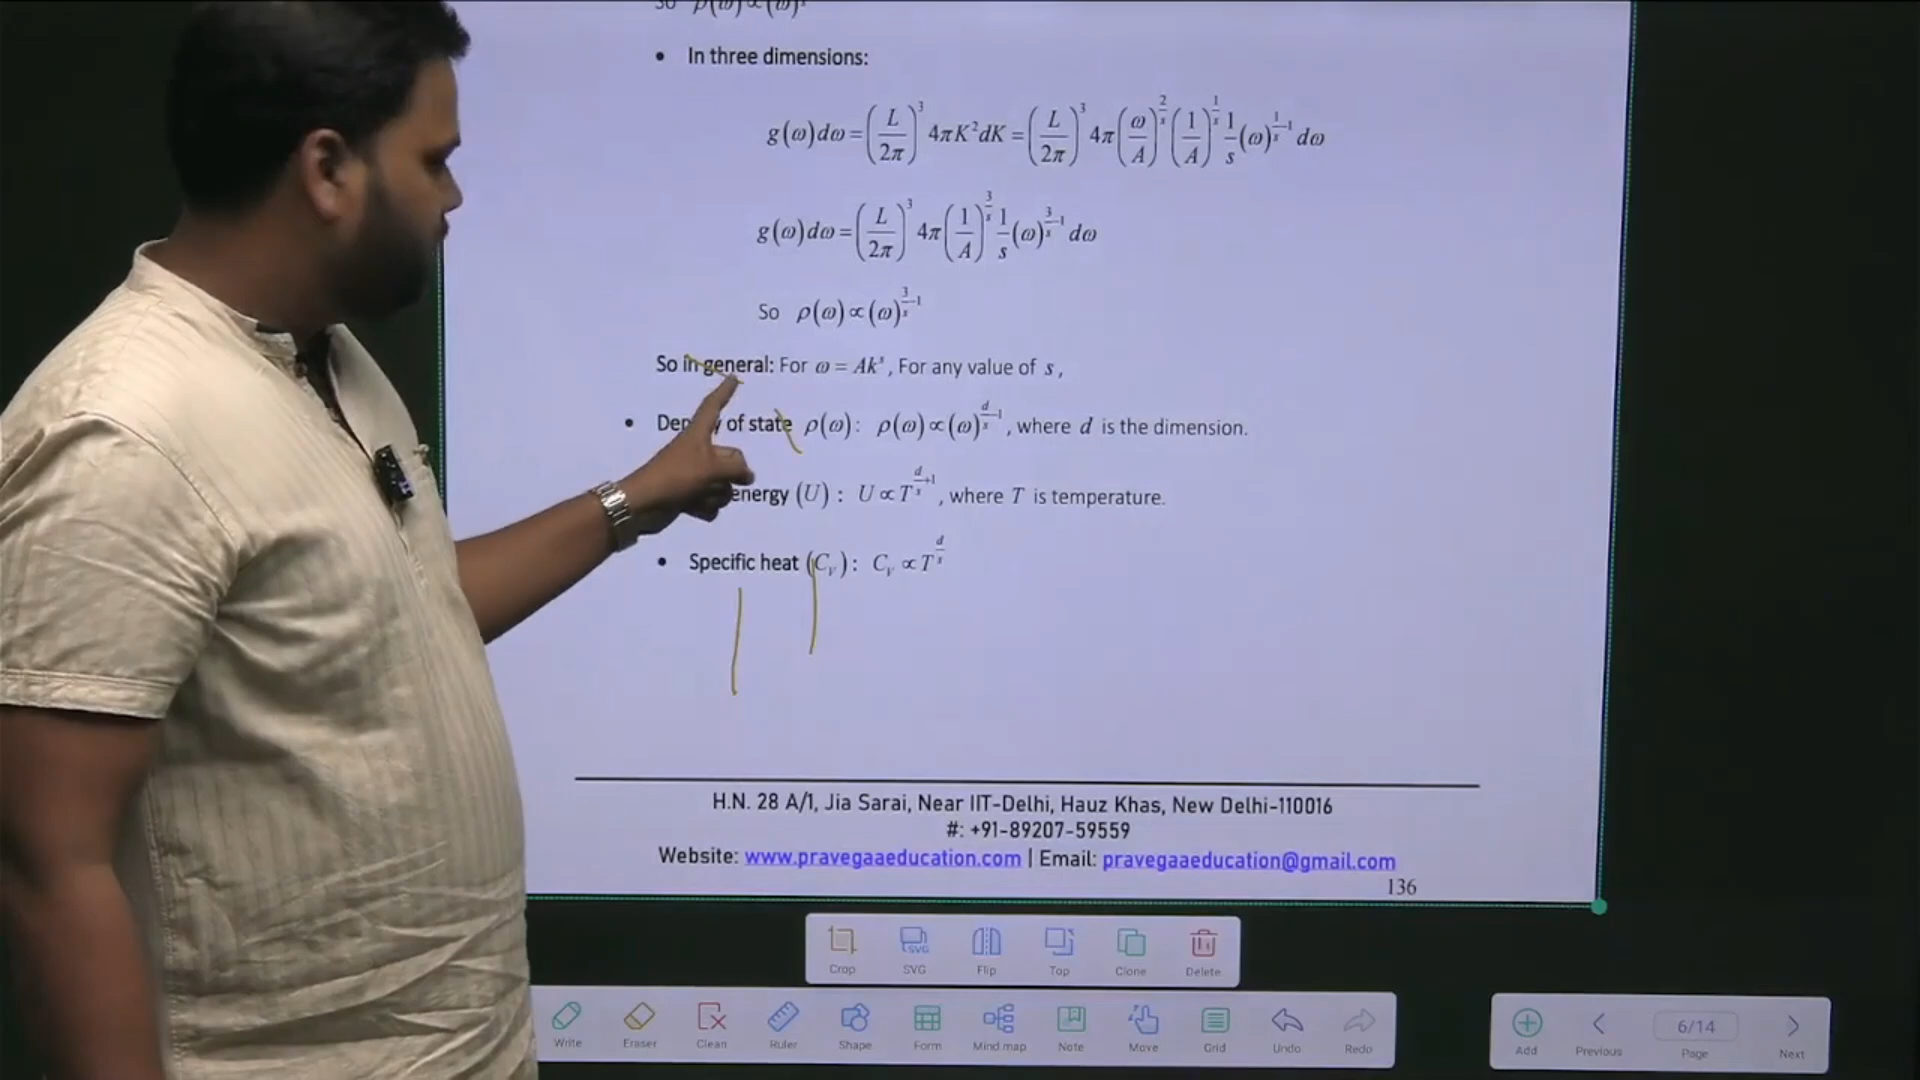 So ρ(ω)∝(ω)
• In three dimensions:
g(ω)dω = (L/2π)³ 4πK²dK = (L/2π)³ 4π(ω/A)^(2/s) (1/A)^(1/s) 1/s (ω)^(1/s−1) dω
g(ω)dω = (L/2π)³ 4π(1/A)^(3/s) 1/s (ω)^(3/s−1) dω
So ρ(ω)∝(ω)^(3/s−1)
So in general: For ω = Ak^s, For any value of s,
• of state ρ(ω): ρ(ω)∝(ω)^(d/s−1), where d is the dimension.
energy (U): U∝T^(d/s+1), where T is temperature.
• Specific heat (C_v): C_v∝T^(d/s)
H.N. 28 A/1, Jia Sarai, Near IIT-Delhi, Hauz Khas, New Delhi-110016
#: +91-89207-59559
Website: www.pravegaaeducation.com | Email: pravegaaeducation@gmail.com
136
Crop SVG Flip Top Clone Delete
Write Eraser Clean Ruler Shape Form Mind map Note Move Grid Undo Redo
Add Previous 6/14 Page Next